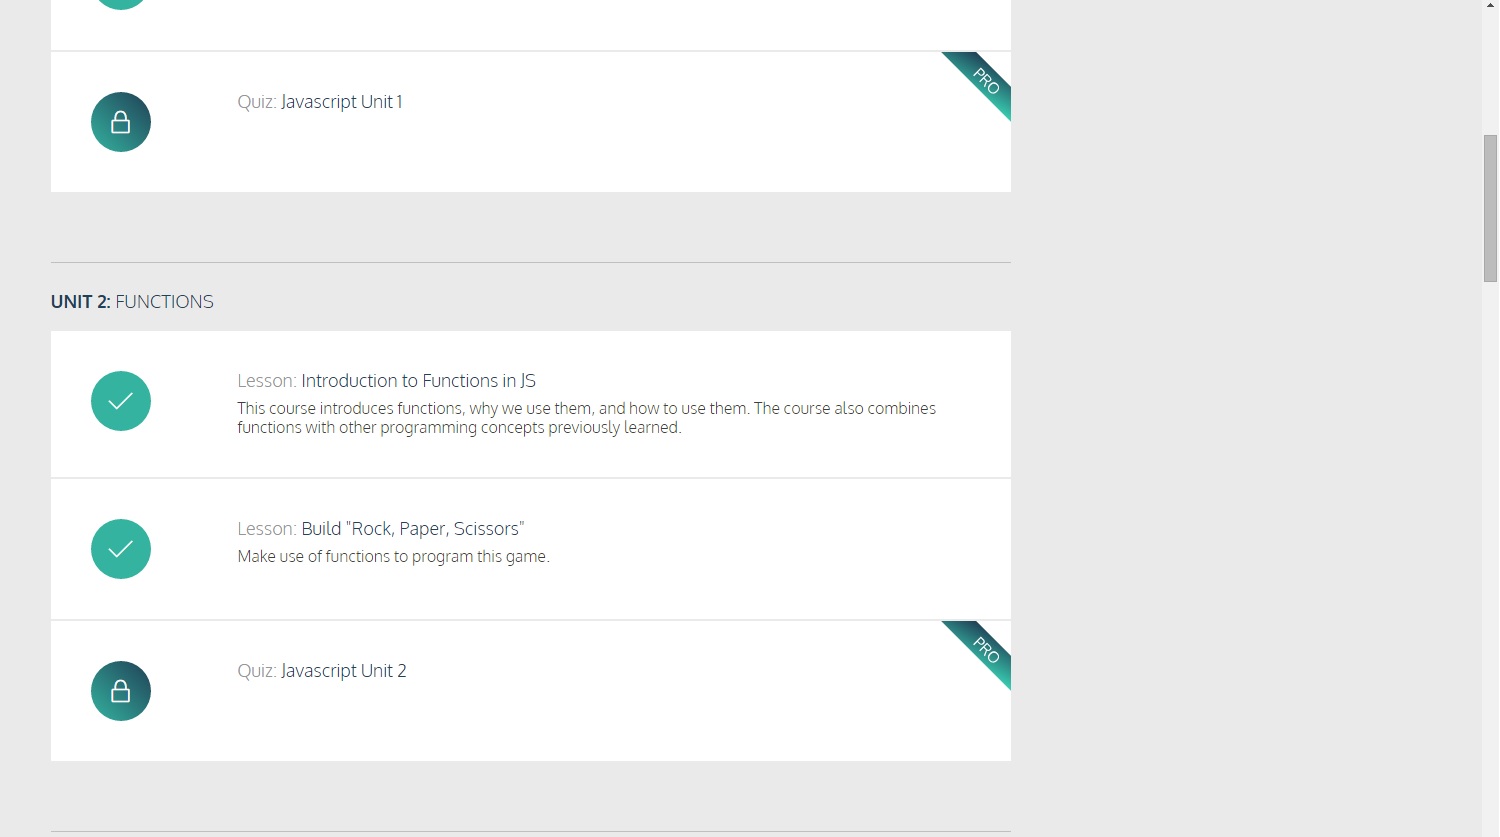 PRO
Quiz: Javascript Unit 1
UNIT 2: FUNCTIONS
Lesson: Introduction to Functions in JS
This course introduces functions, why we use them, and how to use them. The course also combines
functions with other programming concepts previously learned.
Lesson: Build "Rock, Paper, Scissors"
Make use of functions to program this game.
PRO
Quiz: Javascript Unit 2